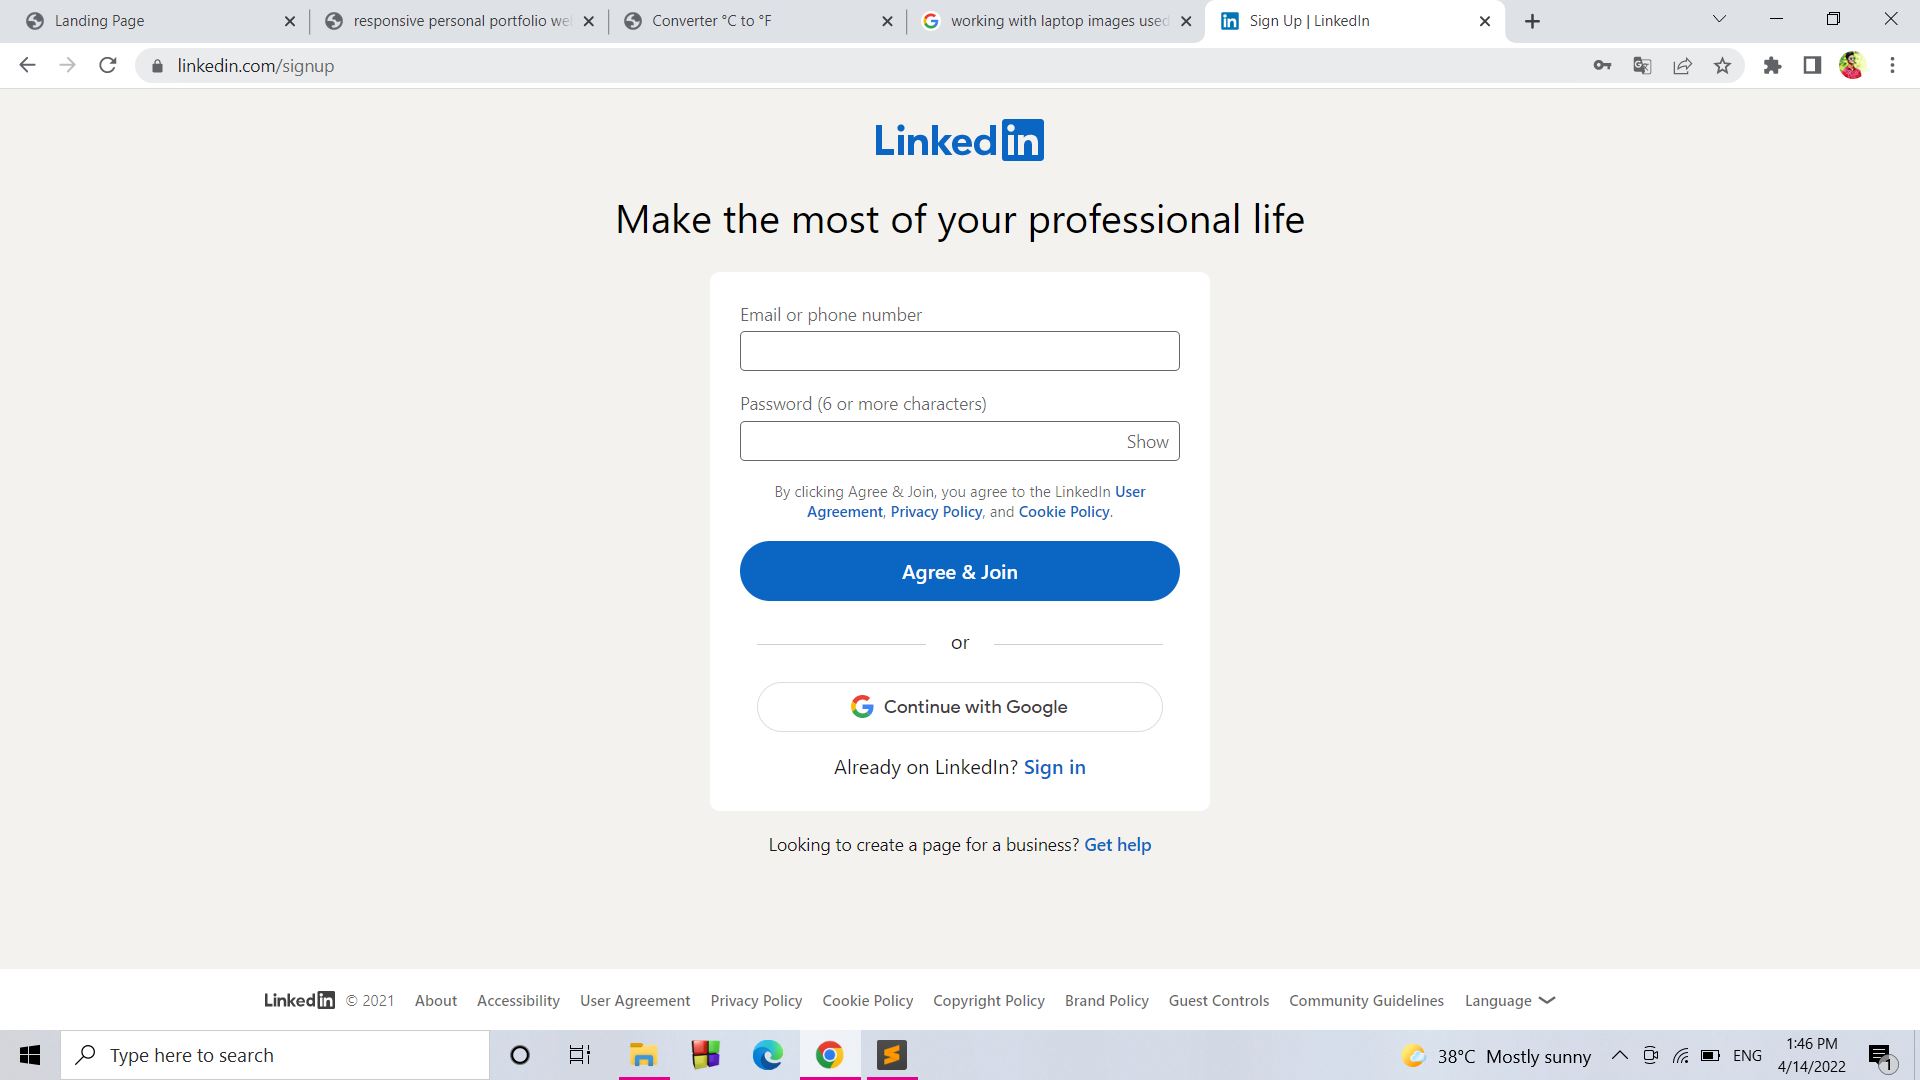 Landing Page
responsive personal portfolio we
Converter °C to °F
working with laptop images used
Sign Up | LinkedIn
linkedin.com/signup
Linked in
Make the most of your professional life
Email or phone number
Password (6 or more characters)
Show
By clicking Agree & Join, you agree to the LinkedIn User
Agreement, Privacy Policy, and Cookie Policy.
Agree & Join
or
Continue with Google
Already on LinkedIn? Sign in
Looking to create a page for a business? Get help
Linked in © 2021 About Accessibility User Agreement Privacy Policy Cookie Policy Copyright Policy Brand Policy Guest Controls Community Guidelines Language
Type here to search
38°C Mostly sunny
ENG
1:46 PM
4/14/2022
1